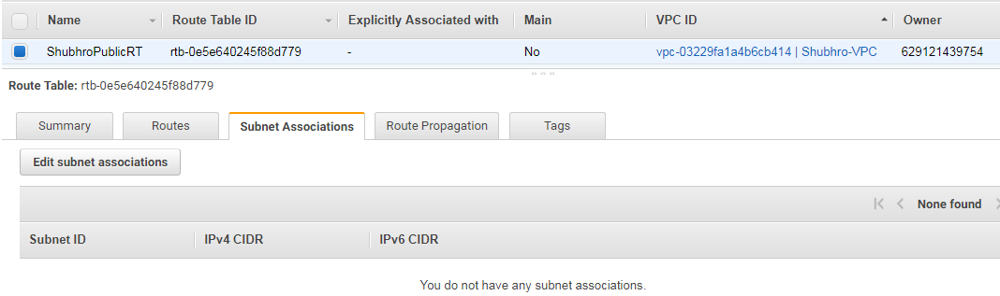 Name Route Table ID Explicitly Associated with Main VPC ID Owner
ShubhroPublicRT rtb-0e5e640245f88d779 - No vpc-03229fa1a4b6cb414 | Shubhro-VPC 629121439754
Route Table: rtb-0e5e640245f88d779
Summary Routes Subnet Associations Route Propagation Tags
Edit subnet associations
None found
Subnet ID IPv4 CIDR IPv6 CIDR
You do not have any subnet associations.